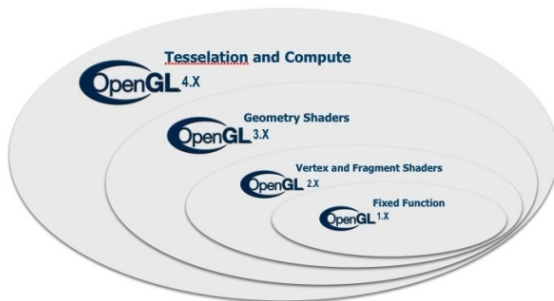 Tesselation and Compute
OpenGL 4.X
Geometry Shaders
OpenGL 3.X
Vertex and Fragment Shaders
OpenGL 2.X
Fixed Function
OpenGL 1.X